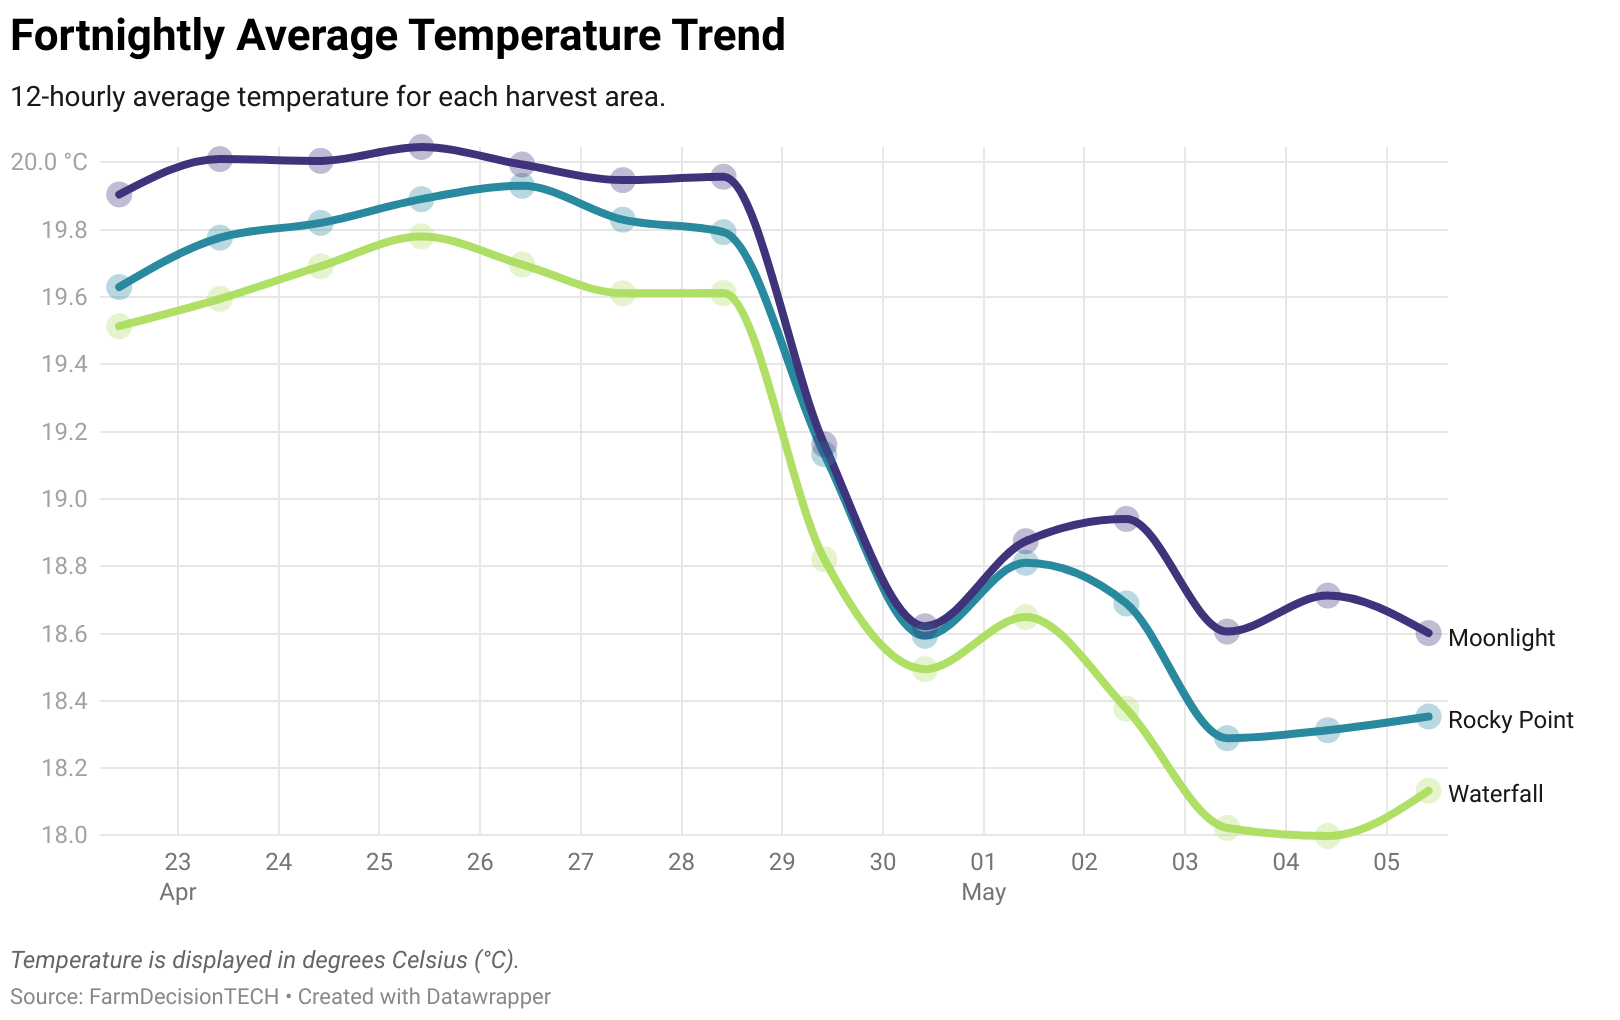 Fortnightly Average Temperature Trend
12-hourly average temperature for each harvest area.
20.0 °C
19.8
19.6
19.4
19.2
19.0
18.8
18.6
18.4
18.2
18.0
Moonlight
Rocky Point
Waterfall
23 24 25 26 27 28 29 30 01 02 03 04 05
Apr May
Temperature is displayed in degrees Celsius (°C).
Source: FarmDecisionTECH • Created with Datawrapper